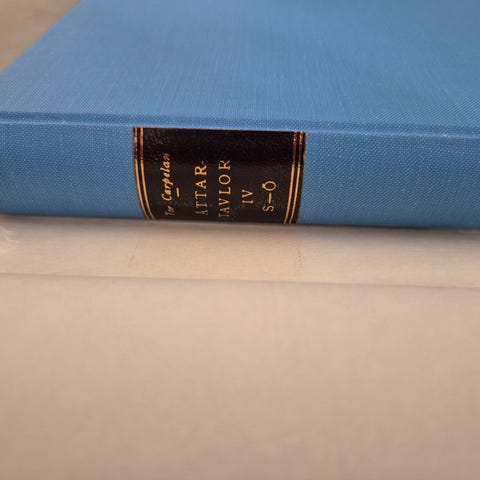 Tor Carpelan
ÄTTAR-
TAVLOR
IV
S–Ö